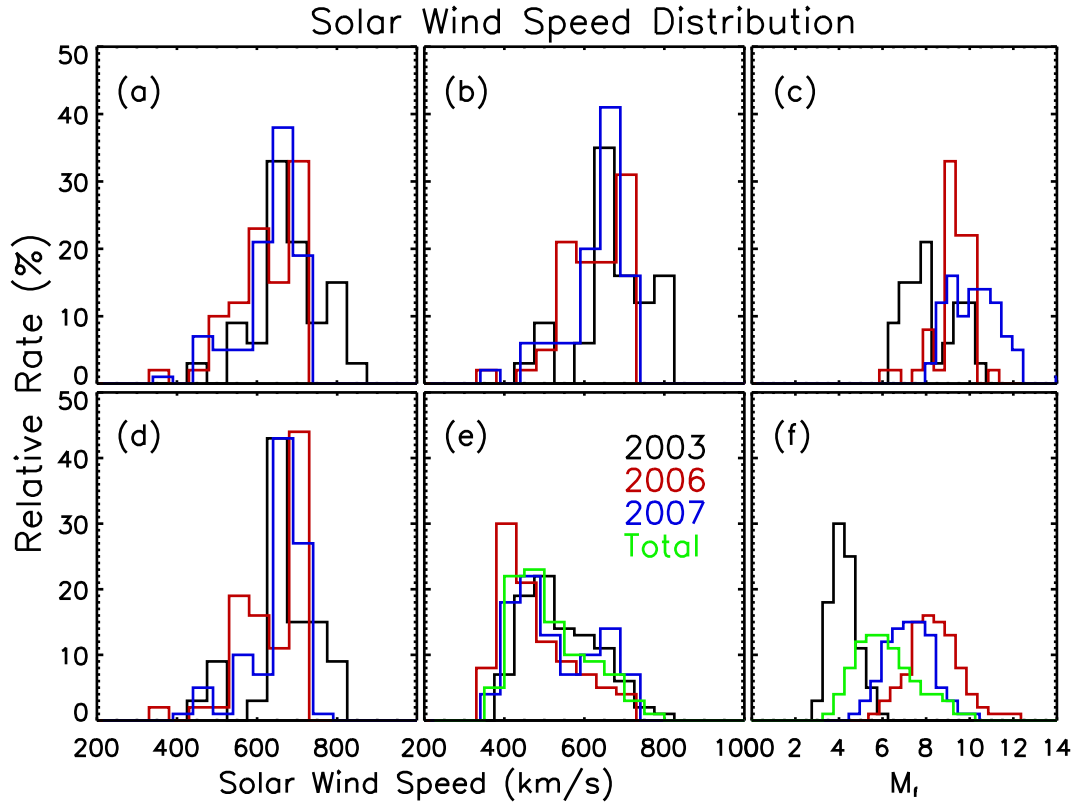 Solar Wind Speed Distribution
50
40
30
20
10
0
(a)
(b)
(c)
Relative Rate (%)
50
40
30
20
10
0
(d)
(e)
(f)
2003
2006
2007
Total
200 400 600 800
200 400 600 800 1000
0 2 4 6 8 10 12 14
Solar Wind Speed (km/s)
Mf